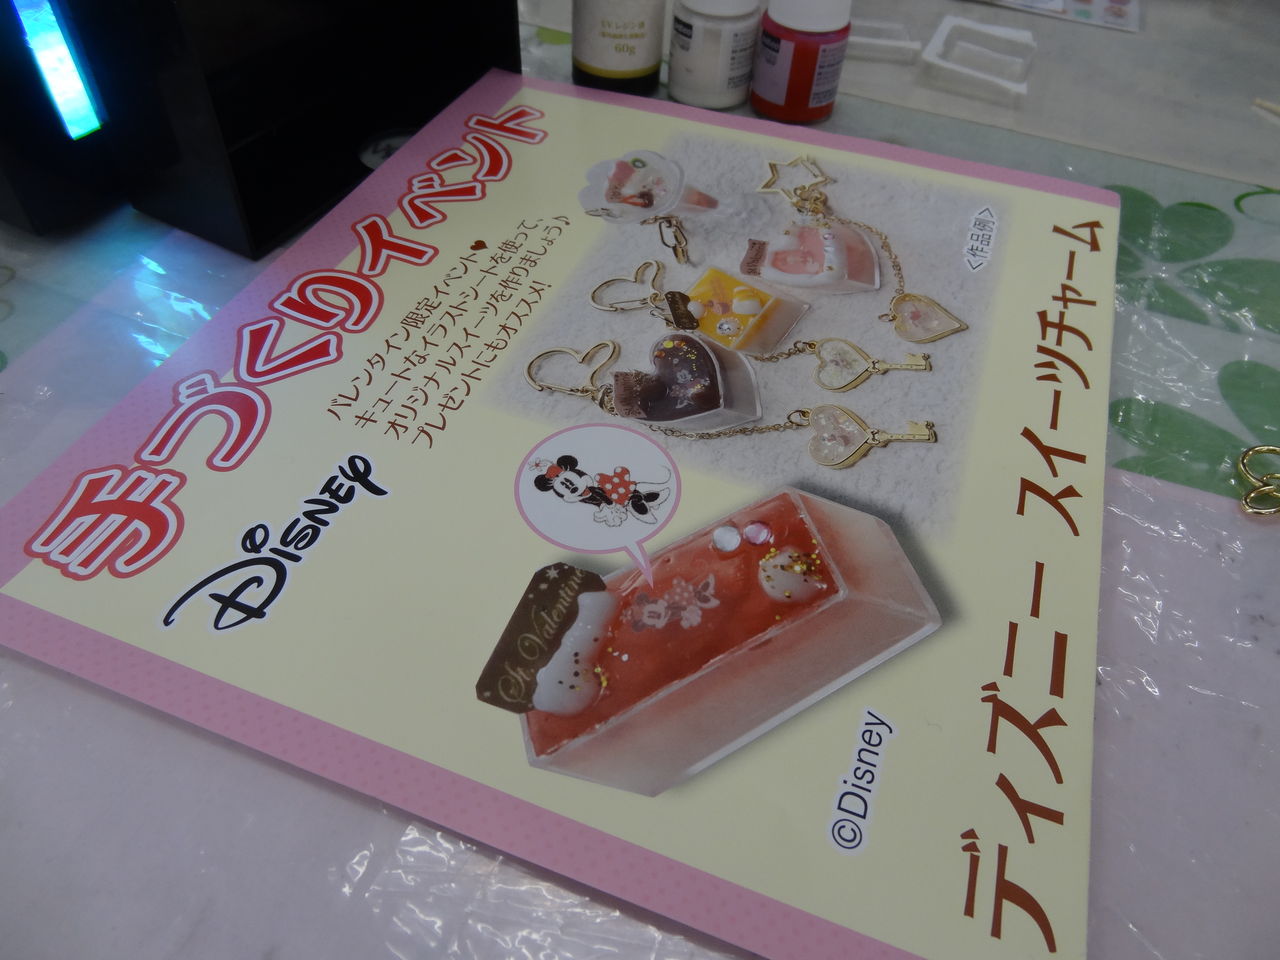 UVレジン液
60g
手づくりイベント
Disney
バレンタイン限定イベント♥
キュートなイラストシートを使って、
オリジナルスイーツを作りましょう♪
プレゼントにもオススメ!
<作品例>
St. Valentine
©Disney
ディズニー スイーツチャーム